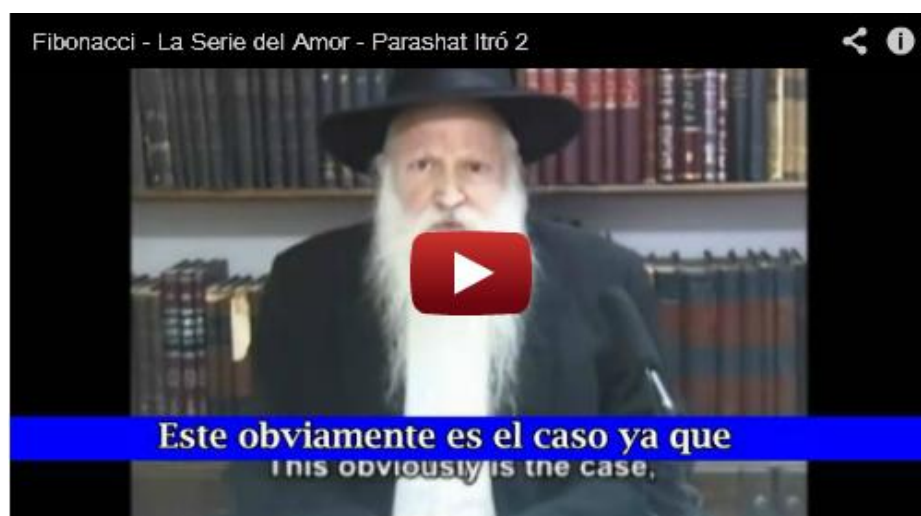 Fibonacci - La Serie del Amor - Parashat Itró 2
Este obviamente es el caso ya que
This obviously is the case,